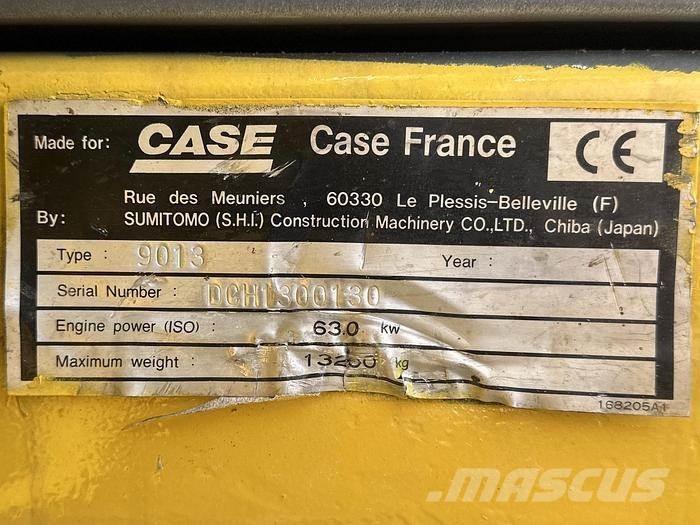 Made for: CASE Case France CE
Rue des Meuniers , 60330 Le Plessis-Belleville (F)
By: SUMITOMO (S.H.I.) Construction Machinery CO.,LTD., Chiba (Japan)
Type : 9013 Year :
Serial Number : DCH1300130
Engine power (ISO) : 63.0 kw
Maximum weight : 13200 kg
168205A1
MASCUS